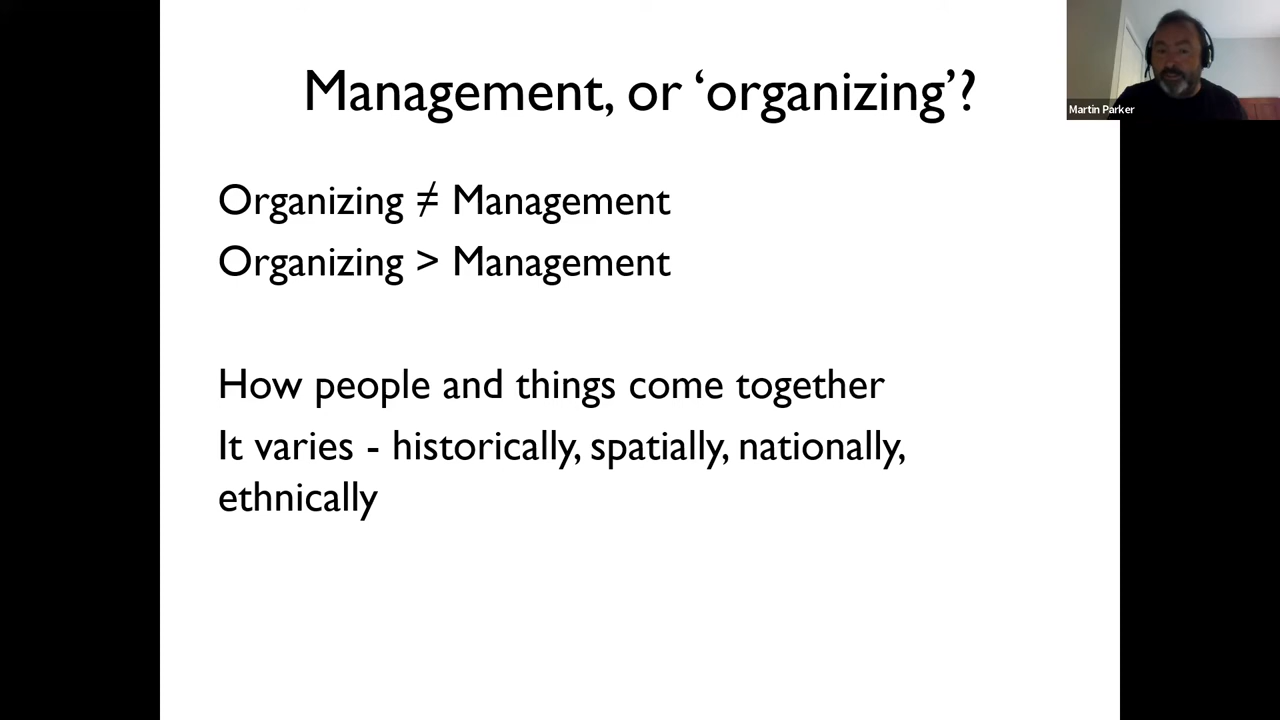 Management, or ‘organizing’?
Martin Parker
Organizing ≠ Management
Organizing > Management
How people and things come together
It varies - historically, spatially, nationally,
ethnically